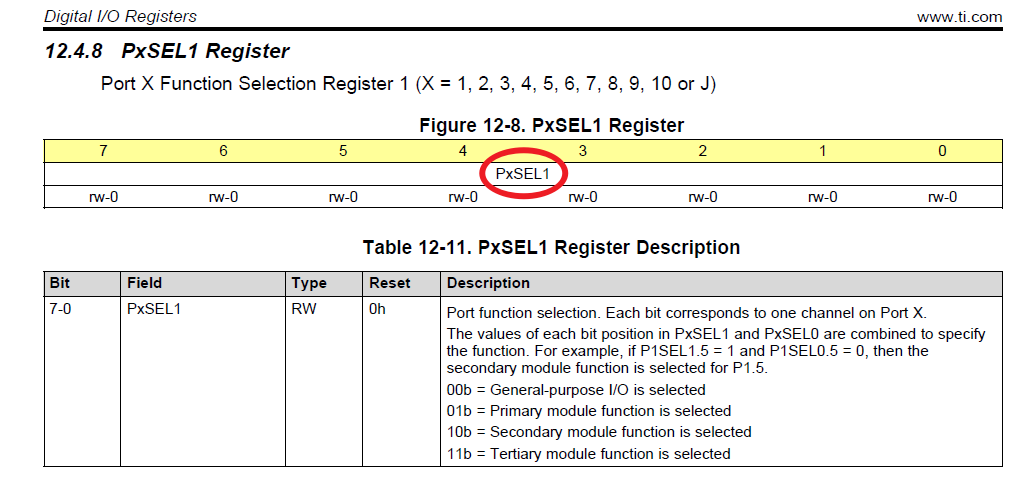 Digital I/O Registers www.ti.com
12.4.8 PxSEL1 Register
Port X Function Selection Register 1 (X = 1, 2, 3, 4, 5, 6, 7, 8, 9, 10 or J)
Figure 12-8. PxSEL1 Register
7 6 5 4 3 2 1 0
PxSEL1
rw-0 rw-0 rw-0 rw-0 rw-0 rw-0 rw-0 rw-0
Table 12-11. PxSEL1 Register Description
Bit Field Type Reset Description
7-0 PxSEL1 RW 0h Port function selection. Each bit corresponds to one channel on Port X.
The values of each bit position in PxSEL1 and PxSEL0 are combined to specify
the function. For example, if P1SEL1.5 = 1 and P1SEL0.5 = 0, then the
secondary module function is selected for P1.5.
00b = General-purpose I/O is selected
01b = Primary module function is selected
10b = Secondary module function is selected
11b = Tertiary module function is selected